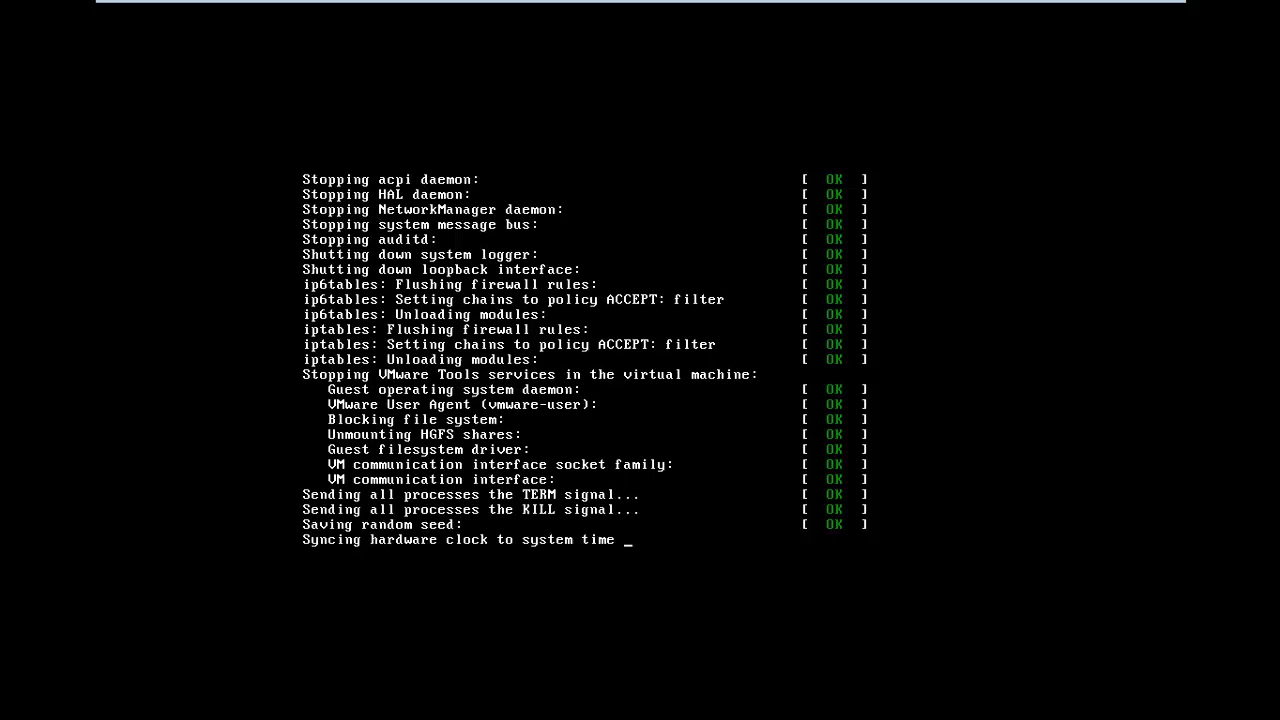 Stopping acpi daemon: [ OK ]
Stopping HAL daemon: [ OK ]
Stopping NetworkManager daemon: [ OK ]
Stopping system message bus: [ OK ]
Stopping auditd: [ OK ]
Shutting down system logger: [ OK ]
Shutting down loopback interface: [ OK ]
ip6tables: Flushing firewall rules: [ OK ]
ip6tables: Setting chains to policy ACCEPT: filter [ OK ]
ip6tables: Unloading modules: [ OK ]
iptables: Flushing firewall rules: [ OK ]
iptables: Setting chains to policy ACCEPT: filter [ OK ]
iptables: Unloading modules: [ OK ]
Stopping VMware Tools services in the virtual machine:
Guest operating system daemon: [ OK ]
VMware User Agent (vmware-user): [ OK ]
Blocking file system: [ OK ]
Unmounting HGFS shares: [ OK ]
Guest filesystem driver: [ OK ]
VM communication interface socket family: [ OK ]
VM communication interface: [ OK ]
Sending all processes the TERM signal... [ OK ]
Sending all processes the KILL signal... [ OK ]
Saving random seed: [ OK ]
Syncing hardware clock to system time _